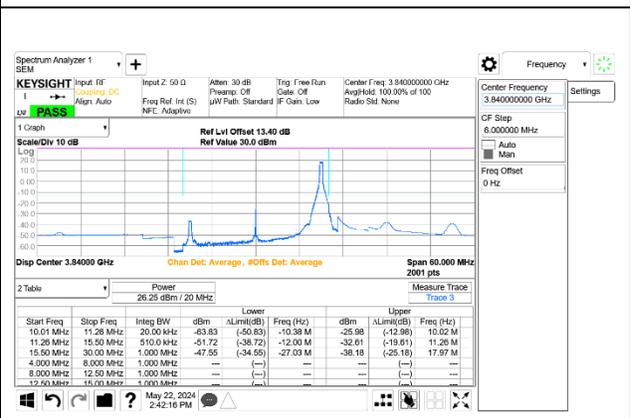 Spectrum Analyzer 1
SEM
Frequency
KEYSIGHT
Input: RF
Coupling: DC
Align: Auto
Input Z: 50 Ω
Freq Ref: Int (S)
NFE: Adaptive
Atten: 30 dB
Preamp: Off
µW Path: Standard
Trig: Free Run
Gate: Off
IF Gain: Low
Center Freq: 3.840000000 GHz
Avg|Hold: 100.00% of 100
Radio Std: None
PASS
Center Frequency
3.840000000 GHz
Settings
CF Step
6.000000 MHz
Auto
Man
Freq Offset
0 Hz
1 Graph
Scale/Div 10 dB
Ref Lvl Offset 13.40 dB
Ref Value 30.0 dBm
Log
20.0
10.0
0.00
-10.0
-20.0
-30.0
-40.0
-50.0
-60.0
Disp Center 3.84000 GHz
Chan Det: Average , #Offs Det: Average
Span 60.000 MHz
2001 pts
2 Table
Power
26.25 dBm / 20 MHz
Measure Trace
Trace 3
Lower Upper
Start Freq Stop Freq Integ BW dBm ΔLimit(dB) Freq (Hz) dBm ΔLimit(dB) Freq (Hz)
10.01 MHz 11.26 MHz 20.00 kHz -63.83 (-50.83) -10.38 M -25.98 (-12.98) 10.02 M
11.26 MHz 15.50 MHz 510.0 kHz -51.72 (-38.72) -12.00 M -32.61 (-19.61) 11.26 M
15.50 MHz 30.00 MHz 1.000 MHz -47.55 (-34.55) -27.03 M -38.18 (-25.18) 17.97 M
4.000 MHz 8.000 MHz 1.000 MHz --- (---) --- --- (---) ---
8.000 MHz 12.50 MHz 1.000 MHz --- (---) --- --- (---) ---
12.50 MHz 15.00 MHz 1.000 MHz --- (---) --- --- (---) ---
May 22, 2024
2:42:16 PM